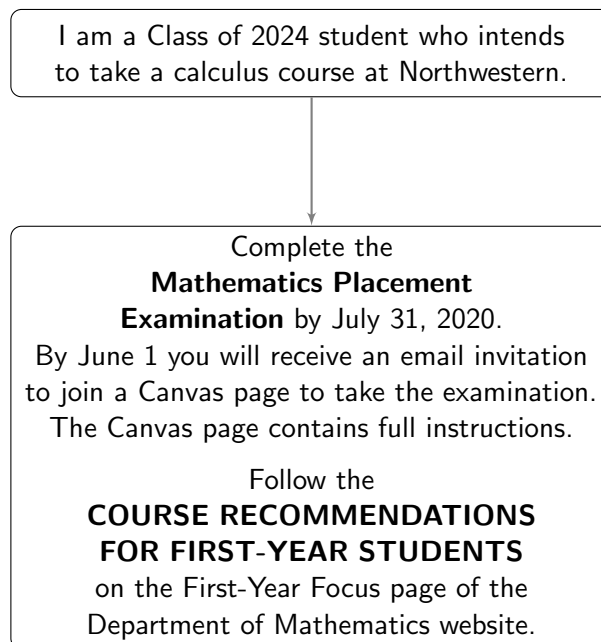 I am a Class of 2024 student who intends
to take a calculus course at Northwestern.
Complete the
Mathematics Placement
Examination by July 31, 2020.
By June 1 you will receive an email invitation
to join a Canvas page to take the examination.
The Canvas page contains full instructions.
Follow the
COURSE RECOMMENDATIONS
FOR FIRST-YEAR STUDENTS
on the First-Year Focus page of the
Department of Mathematics website.